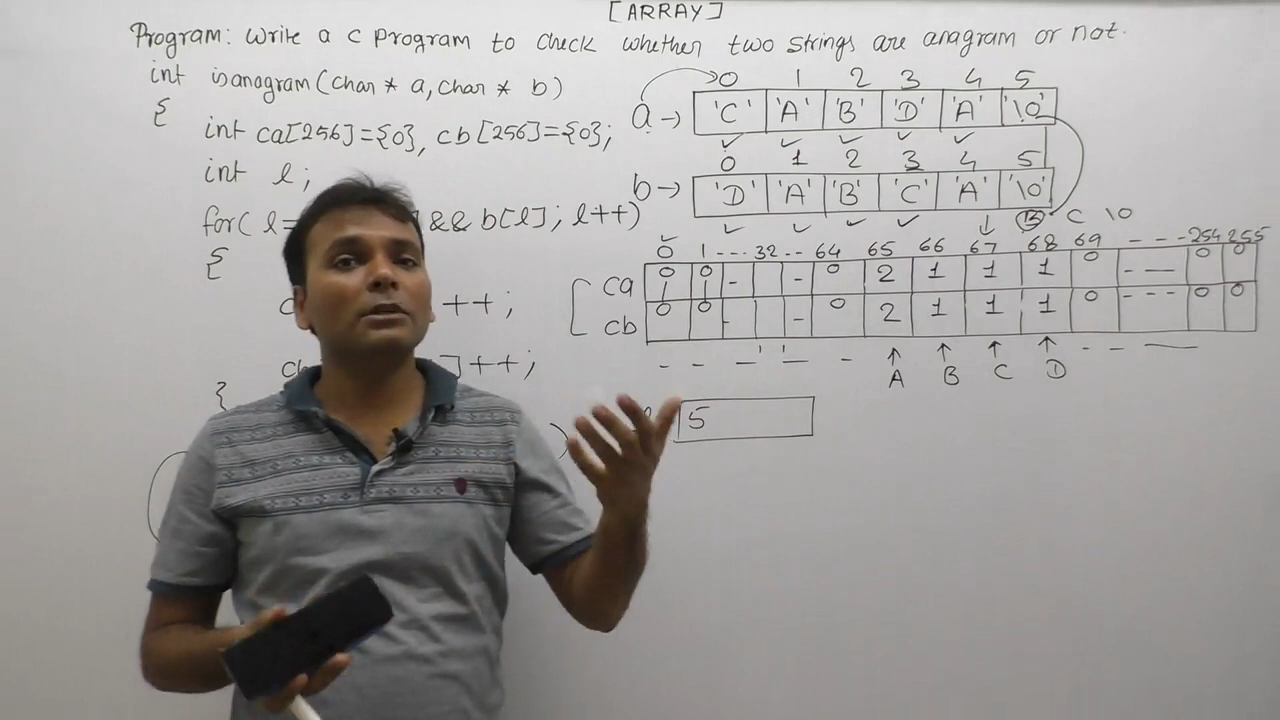 [ARRAY]
Program: Write a c program to check whether two strings are anagram or not.
int isanagram(char * a, char * b)
{
int ca[256]={0}, cb[256]={0};
int l;
for( l= && b[l]; l++)
{
++;
]++;
{
)
0 1 2 3 4 5
a→ 'C' 'A' 'B' 'D' 'A' '\0'
0 1 2 3 4 5
b→ 'D' 'A' 'B' 'C' 'A' '\0'
B C \0
0 1 --- 32 -- 64 65 66 67 68 69 --- 254 255
ca 0 0 - - 0 2 1 1 1 0 --- 0 0
cb 0 0 - - 0 2 1 1 1 0 --- 0 0
A B C D
5